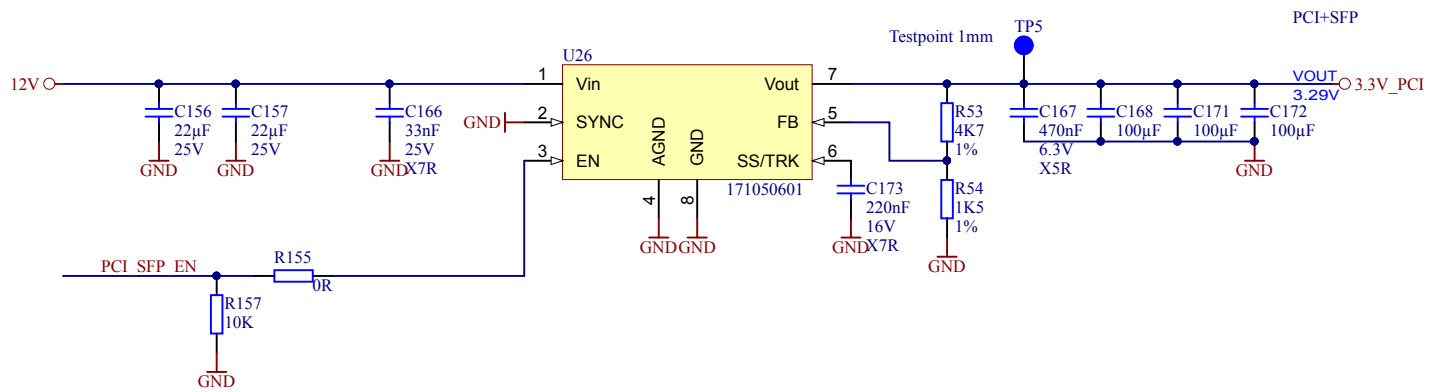 PCI+SFP
TP5
Testpoint 1mm
U26
12V
1
Vin
Vout
7
VOUT
3.29V
3.3V_PCI
C156
22µF
25V
GND
C157
22µF
25V
GND
C166
33nF
25V
X7R
GND
GND
2
SYNC
3
EN
AGND
GND
FB
5
SS/TRK
6
4
8
171050601
GND
GND
C173
220nF
16V
X7R
GND
R53
4K7
1%
R54
1K5
1%
GND
C167
470nF
6.3V
X5R
C168
100µF
C171
100µF
C172
100µF
GND
PCI_SFP_EN
R155
0R
R157
10K
GND